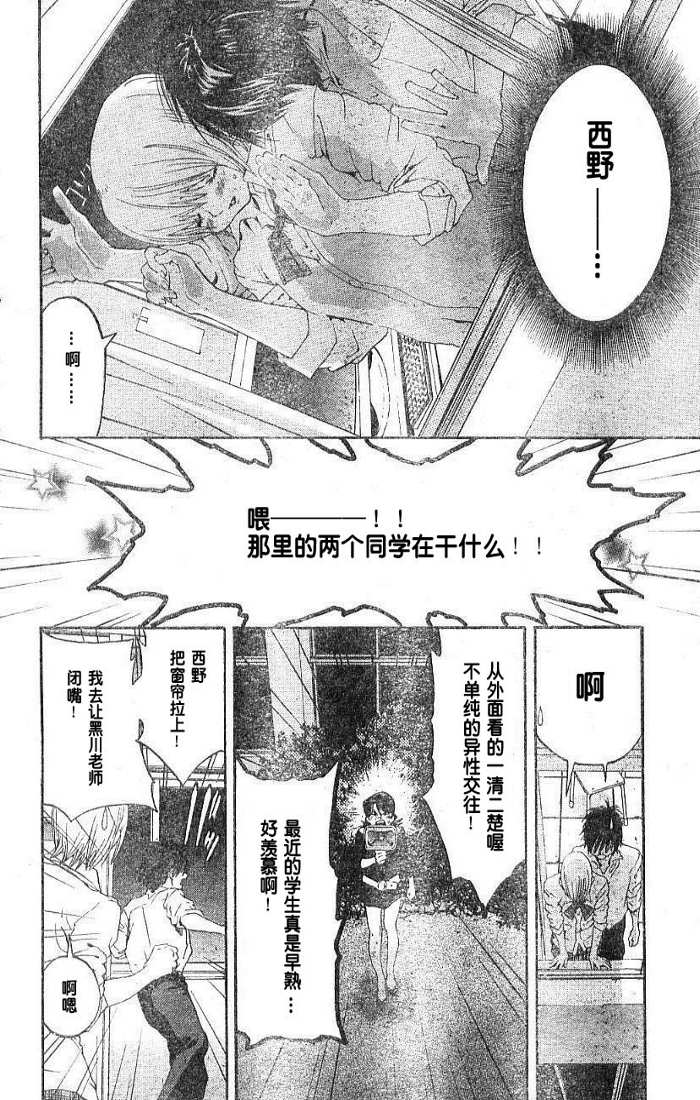 西野
——…
…啊……
喂————！！
那里的两个同学在干什么！！
啊
从外面看的一清二楚喔
不单纯的异性交往！
最近的学生真是早熟…
好羡慕啊！
西野
把窗帘拉上！
我去让黑川老师
闭嘴！
啊嗯